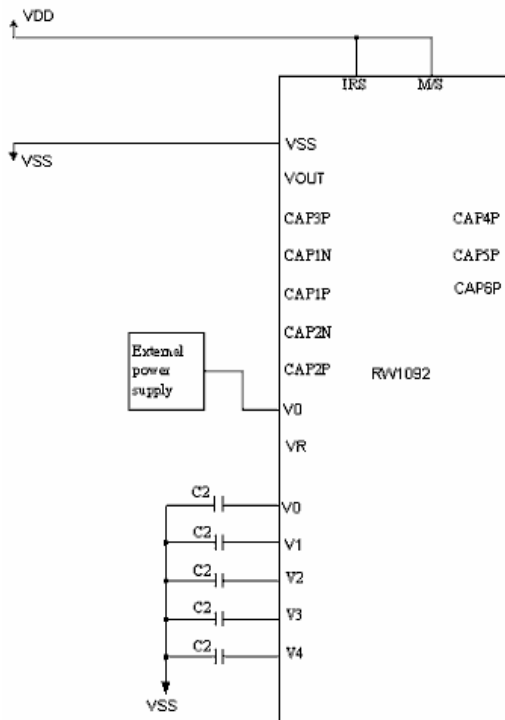 VDD
IRS M/S
VSS
VSS
VOUT
CAP3P CAP4P
CAP1N CAP5P
CAP1P CAP6P
CAP2N
External
power
supply
CAP2P RW1092
V0
VR
C2 V0
C2 V1
C2 V2
C2 V3
C2 V4
VSS